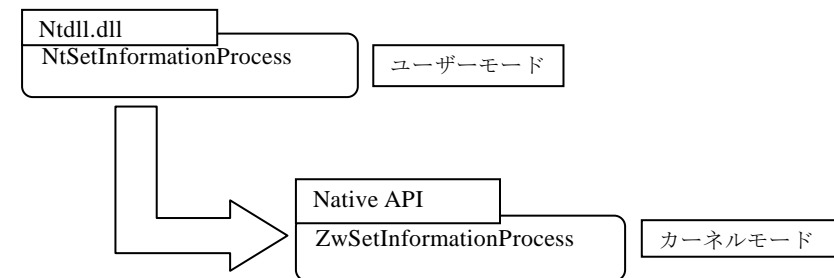 Ntdll.dll
NtSetInformationProcess
ユーザーモード
Native API
ZwSetInformationProcess
カーネルモード